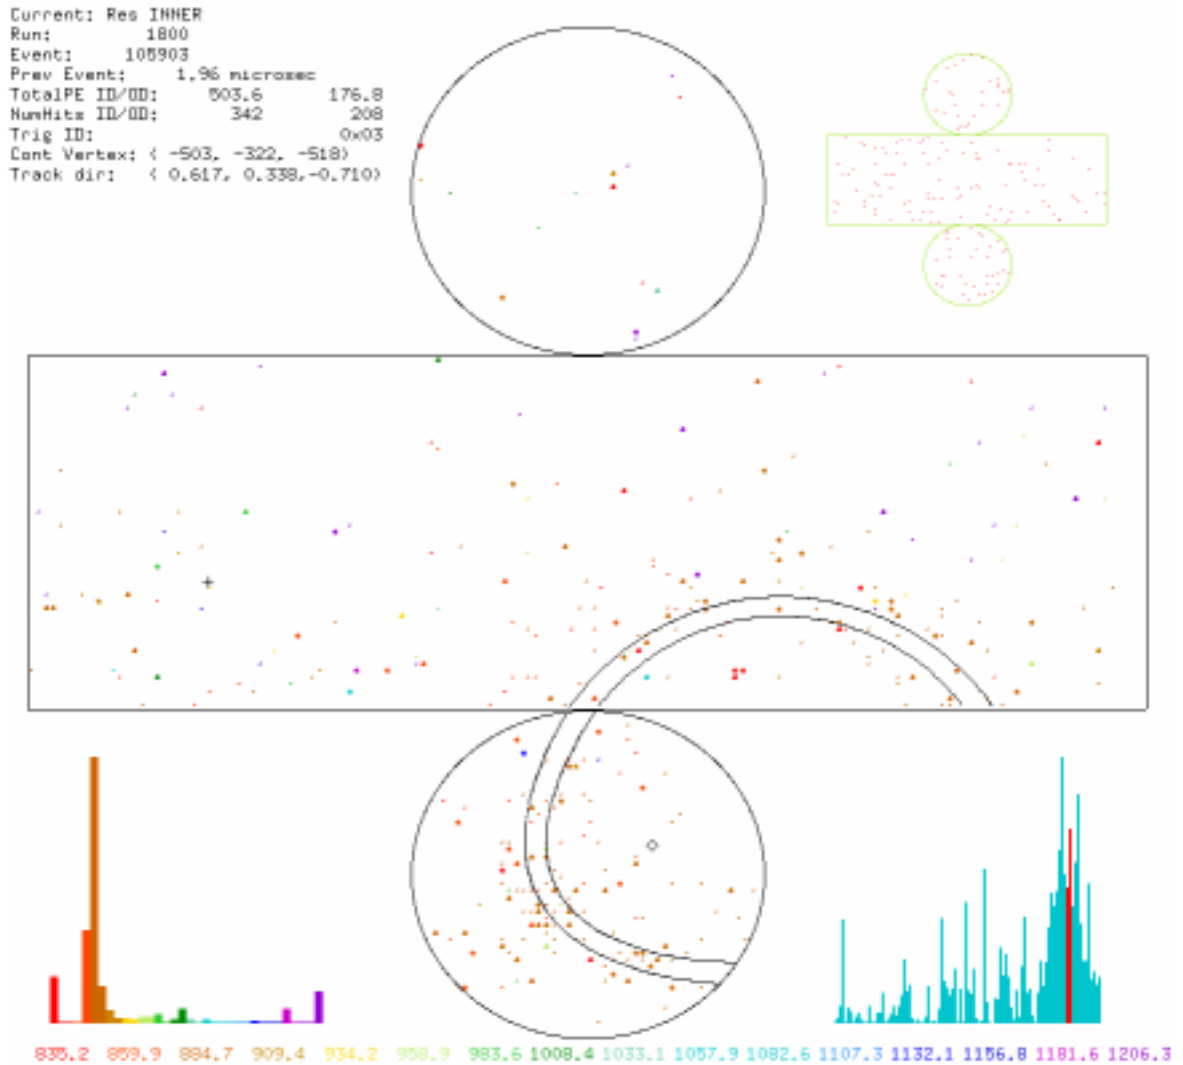 Current: Res INNER
Run: 1800
Event: 105903
Prev Event: 1.96 microsec
TotalPE ID/OD: 503.6 176.8
NumHits ID/OD: 342 208
Trig ID: 0x03
Cont Vertex: ( -503, -322, -518)
Track dir: ( 0.617, 0.338,-0.710)
835.2 859.9 884.7 909.4 934.2 958.9 983.6 1008.4 1033.1 1057.9 1082.6 1107.3 1132.1 1156.8 1181.6 1206.3